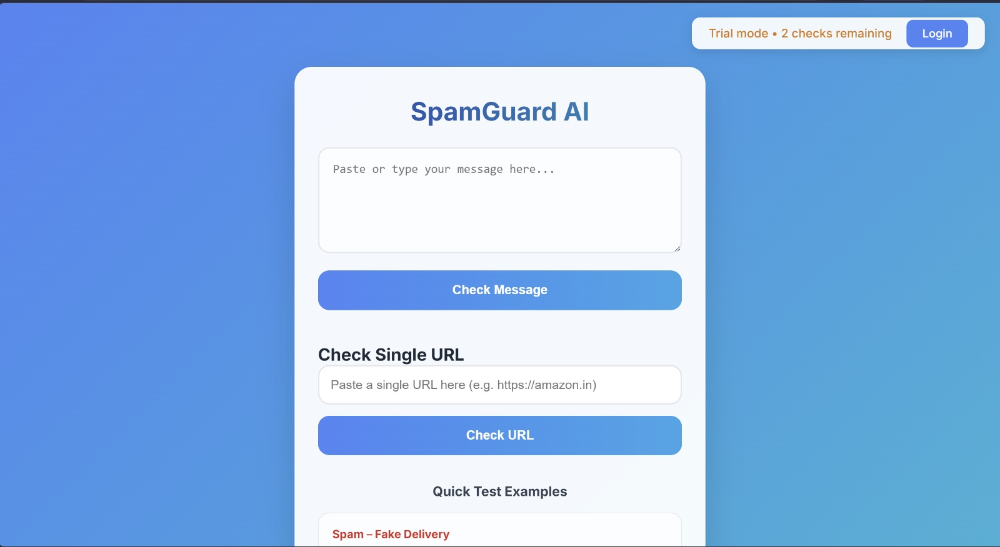 Trial mode • 2 checks remaining
Login
SpamGuard AI
Paste or type your message here...
Check Message
Check Single URL
Paste a single URL here (e.g. https://amazon.in)
Check URL
Quick Test Examples
Spam – Fake Delivery